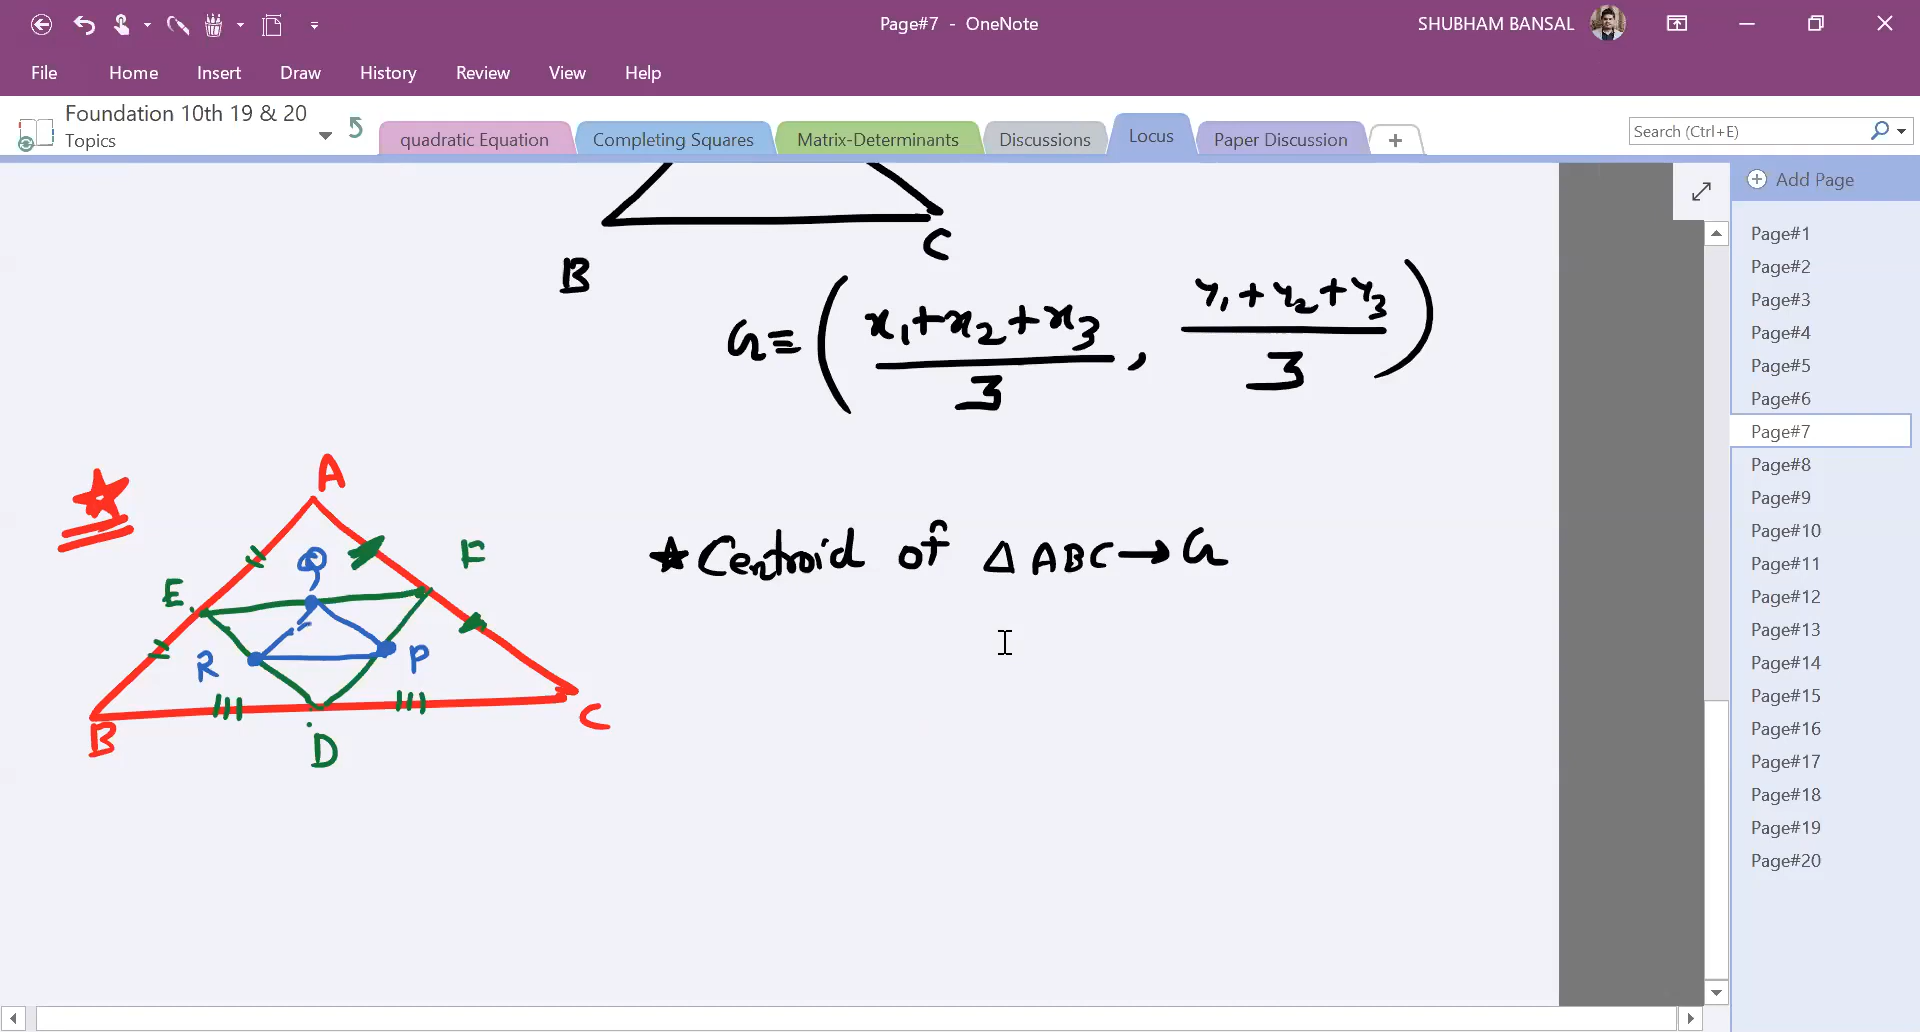 Page#7 - OneNote
SHUBHAM BANSAL
File Home Insert Draw History Review View Help
Foundation 10th 19 & 20
Topics
quadratic Equation Completing Squares Matrix-Determinants Discussions Locus Paper Discussion +
Search (Ctrl+E)
Add Page
Page#1
Page#2
Page#3
Page#4
Page#5
Page#6
Page#7
Page#8
Page#9
Page#10
Page#11
Page#12
Page#13
Page#14
Page#15
Page#16
Page#17
Page#18
Page#19
Page#20
B C
G ≡ ( x₁+x₂+x₃ / 3 , y₁+y₂+y₃ / 3 )
A
Q F
E
R P
B C
D
★ Centroid of Δ ABC → G